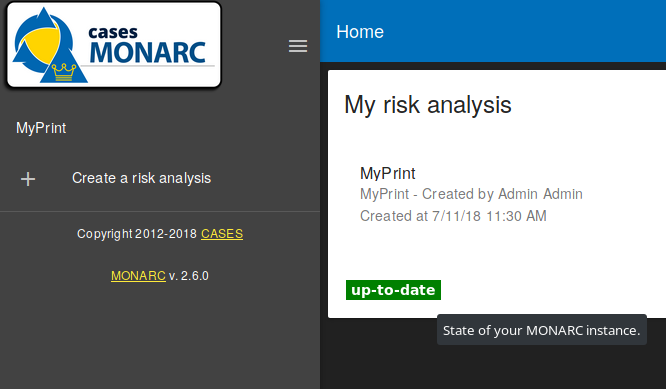 cases
MONARC
MyPrint
Create a risk analysis
Copyright 2012-2018 CASES
MONARC v. 2.6.0
Home
My risk analysis
MyPrint
MyPrint - Created by Admin Admin
Created at 7/11/18 11:30 AM
up-to-date
State of your MONARC instance.